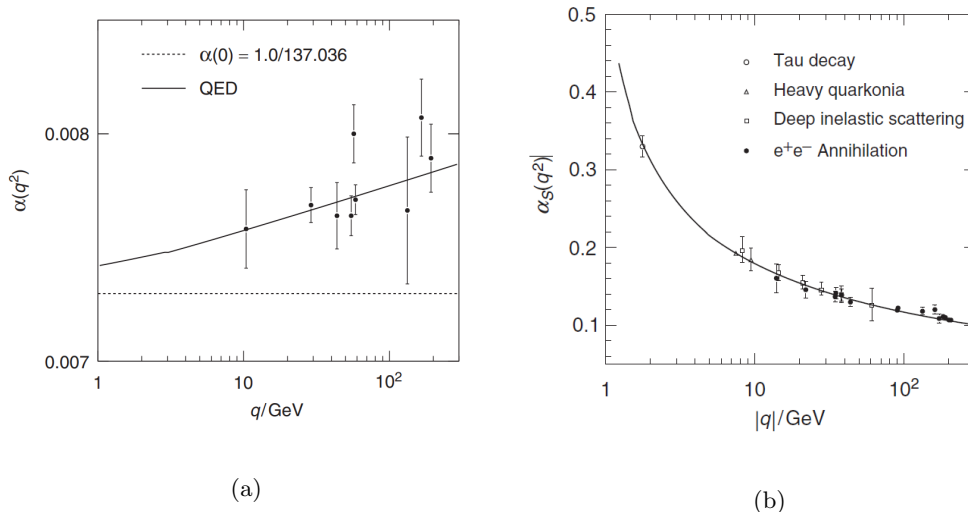 α(0) = 1.0/137.036
QED
0.008
0.007
α(q²)
1
10
10²
q/GeV
(a)
0.5
0.4
0.3
0.2
0.1
αS(q²)|
Tau decay
Heavy quarkonia
Deep inelastic scattering
e⁺e⁻ Annihilation
1
10
10²
|q|/GeV
(b)